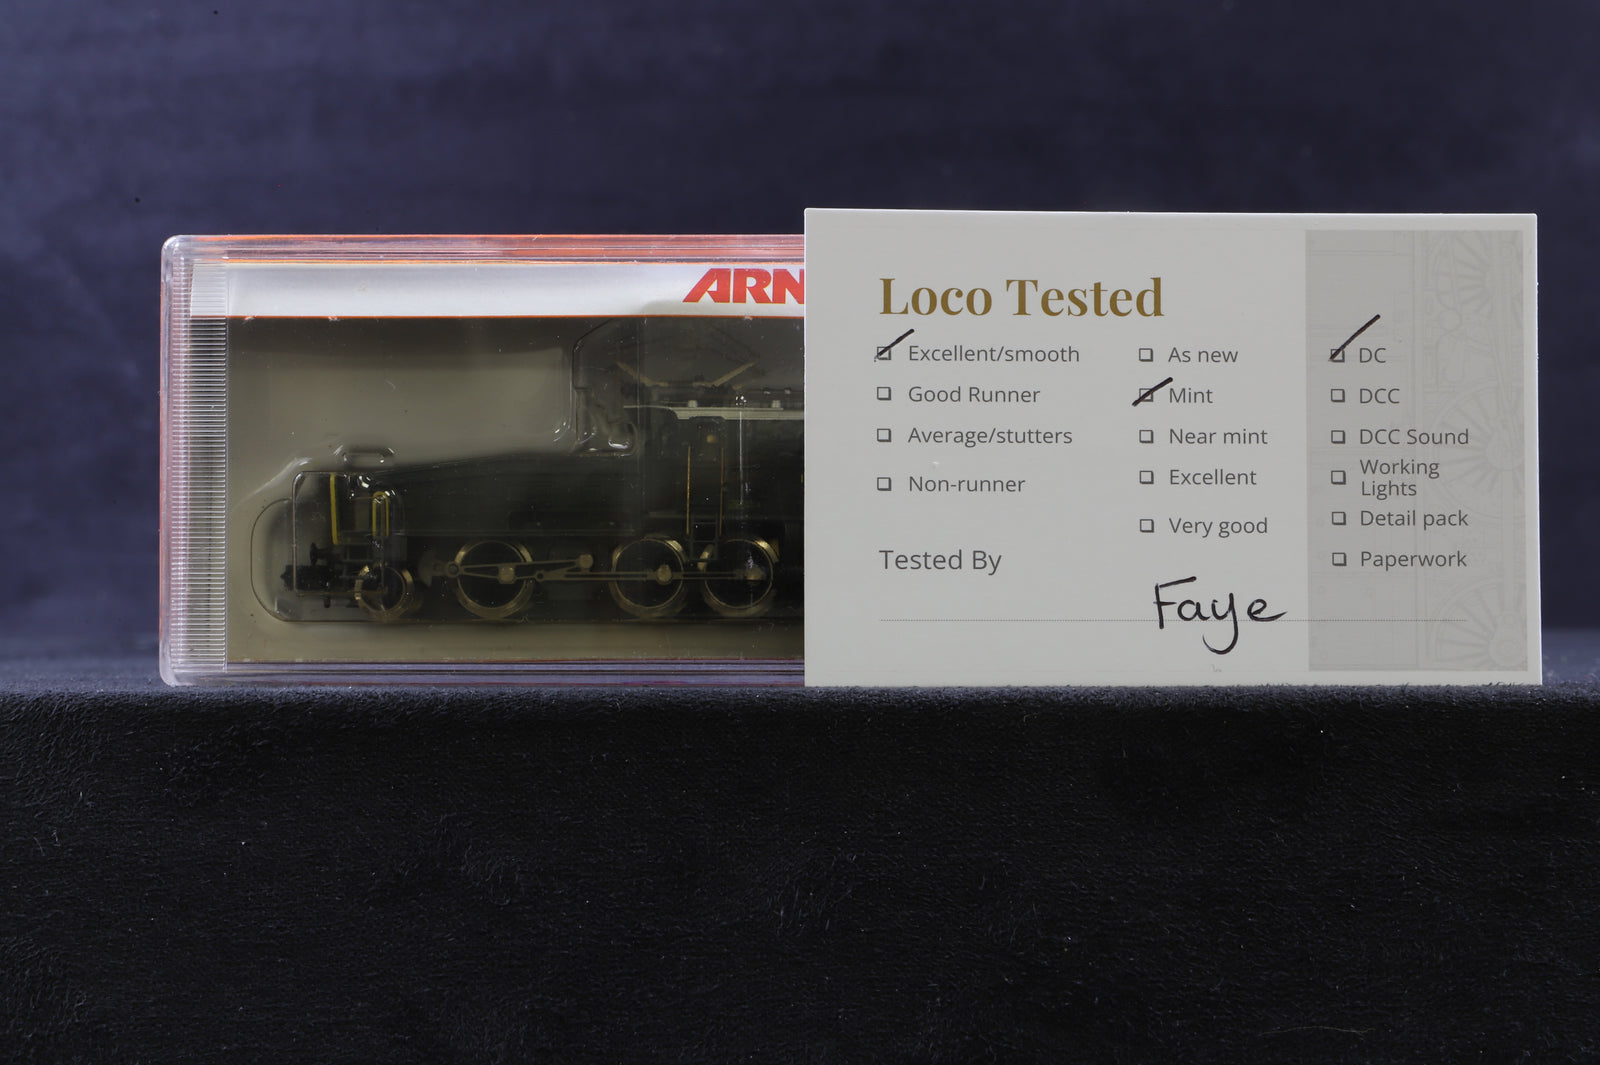 ARN
Loco Tested
Excellent/smooth
Good Runner
Average/stutters
Non-runner
As new
Mint
Near mint
Excellent
Very good
DC
DCC
DCC Sound
Working
Lights
Detail pack
Paperwork
Tested By
Faye